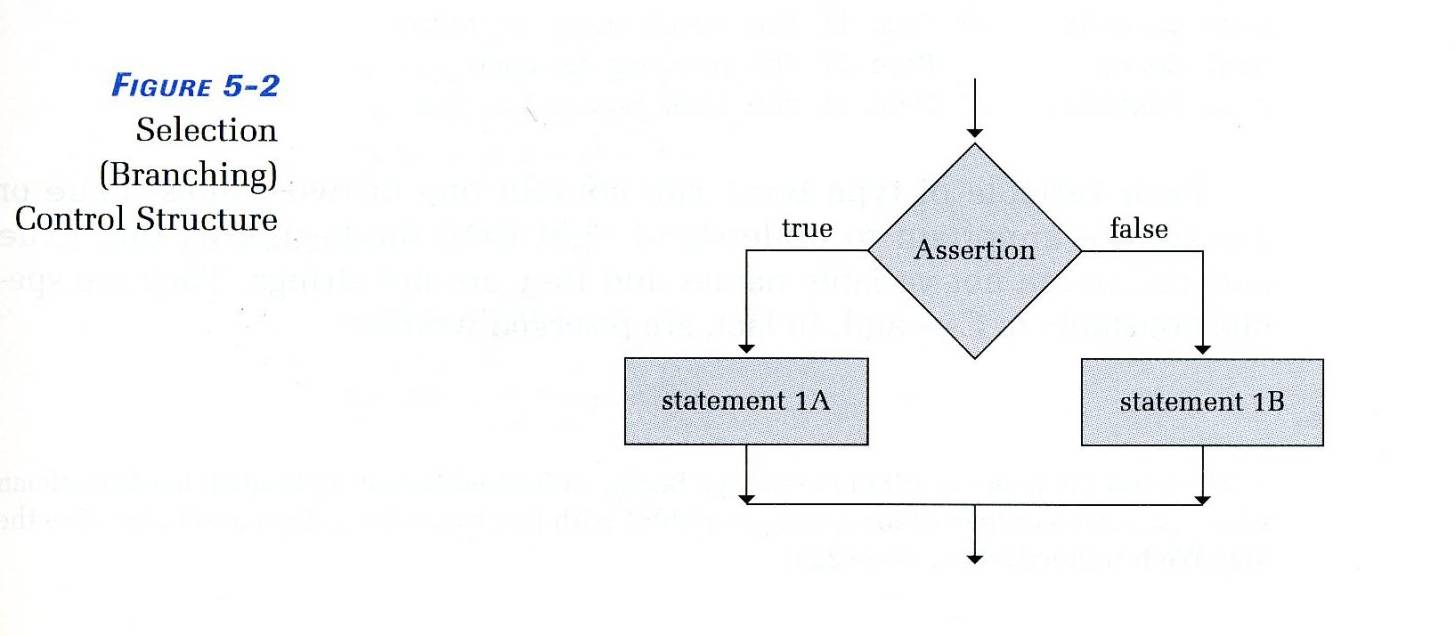 FIGURE 5-2
Selection
(Branching)
Control Structure
true
false
Assertion
statement 1A
statement 1B